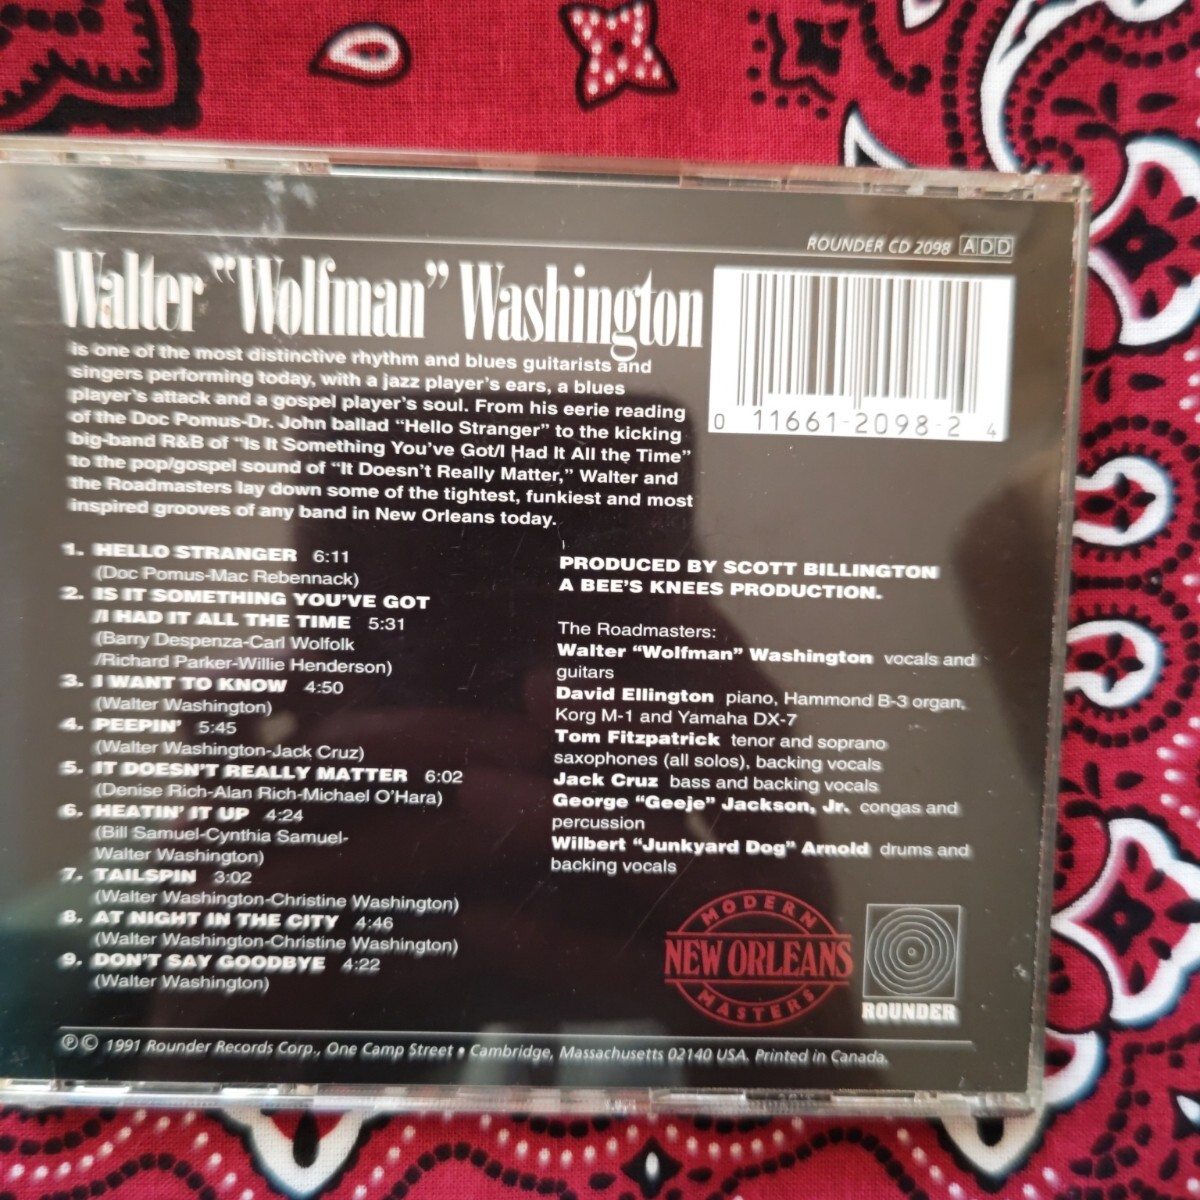 ROUNDER CD 2098 ADD
Walter "Wolfman" Washington
is one of the most distinctive rhythm and blues guitarists and
singers performing today, with a jazz player's ears, a blues
player's attack and a gospel player's soul. From his eerie reading
of the Doc Pomus-Dr. John ballad "Hello Stranger" to the kicking
big-band R&B of "Is It Something You've Got/I Had It All the Time"
to the pop/gospel sound of "It Doesn't Really Matter," Walter and
the Roadmasters lay down some of the tightest, funkiest and most
inspired grooves of any band in New Orleans today.
0 11661-2098-2 4
1. HELLO STRANGER 6:11
(Doc Pomus-Mac Rebennack)
2. IS IT SOMETHING YOU'VE GOT
/I HAD IT ALL THE TIME 5:31
(Barry Despenza-Carl Wolfolk
/Richard Parker-Willie Henderson)
3. I WANT TO KNOW 4:50
(Walter Washington)
4. PEEPIN' 5:45
(Walter Washington-Jack Cruz)
5. IT DOESN'T REALLY MATTER 6:02
(Denise Rich-Alan Rich-Michael O'Hara)
6. HEATIN' IT UP 4:24
(Bill Samuel-Cynthia Samuel-
Walter Washington)
7. TAILSPIN 3:02
(Walter Washington-Christine Washington)
8. AT NIGHT IN THE CITY 4:46
(Walter Washington-Christine Washington)
9. DON'T SAY GOODBYE 4:22
(Walter Washington)
PRODUCED BY SCOTT BILLINGTON
A BEE'S KNEES PRODUCTION.
The Roadmasters:
Walter "Wolfman" Washington vocals and
guitars
David Ellington piano, Hammond B-3 organ,
Korg M-1 and Yamaha DX-7
Tom Fitzpatrick tenor and soprano
saxophones (all solos), backing vocals
Jack Cruz bass and backing vocals
George "Geeje" Jackson, Jr. congas and
percussion
Wilbert "Junkyard Dog" Arnold drums and
backing vocals
MODERN
NEW ORLEANS
MASTERS
ROUNDER
℗© 1991 Rounder Records Corp., One Camp Street • Cambridge, Massachusetts 02140 USA. Printed in Canada.